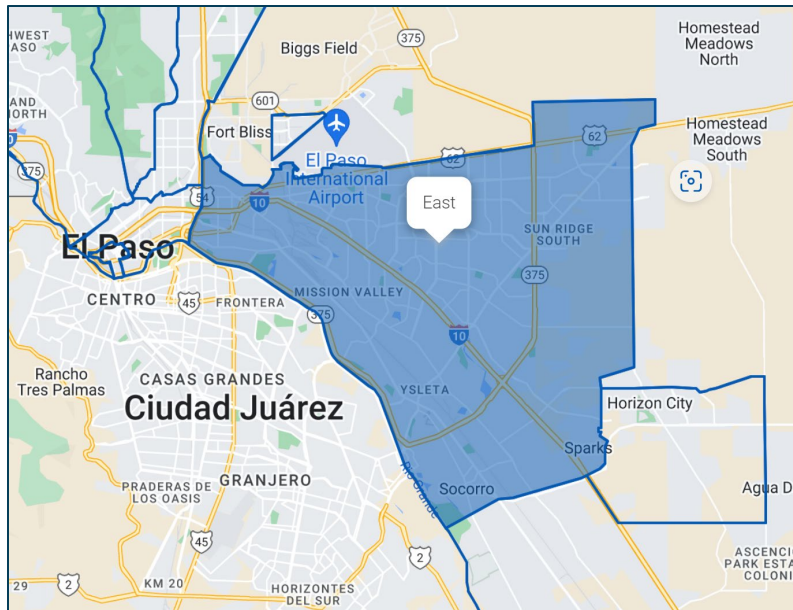 HWEST
ASO
Biggs Field
375
Homestead
Meadows
North
601
AND
NORTH
Fort Bliss
62
Homestead
Meadows
South
375
62
El Paso
International
Airport
54
10
East
El Paso
SUN RIDGE
SOUTH
375
CENTRO
45
FRONTERA
MISSION VALLEY
375
10
Rancho
Tres Palmas
CASAS GRANDES
YSLETA
Ciudad Juárez
Horizon City
Sparks
Rio Grande
PRADERAS DE
LOS OASIS
GRANJERO
Socorro
Agua D
45
29
2
KM 20
HORIZONTES
DEL SUR
2
ASCENCIO
PARK ESTA
COLONI